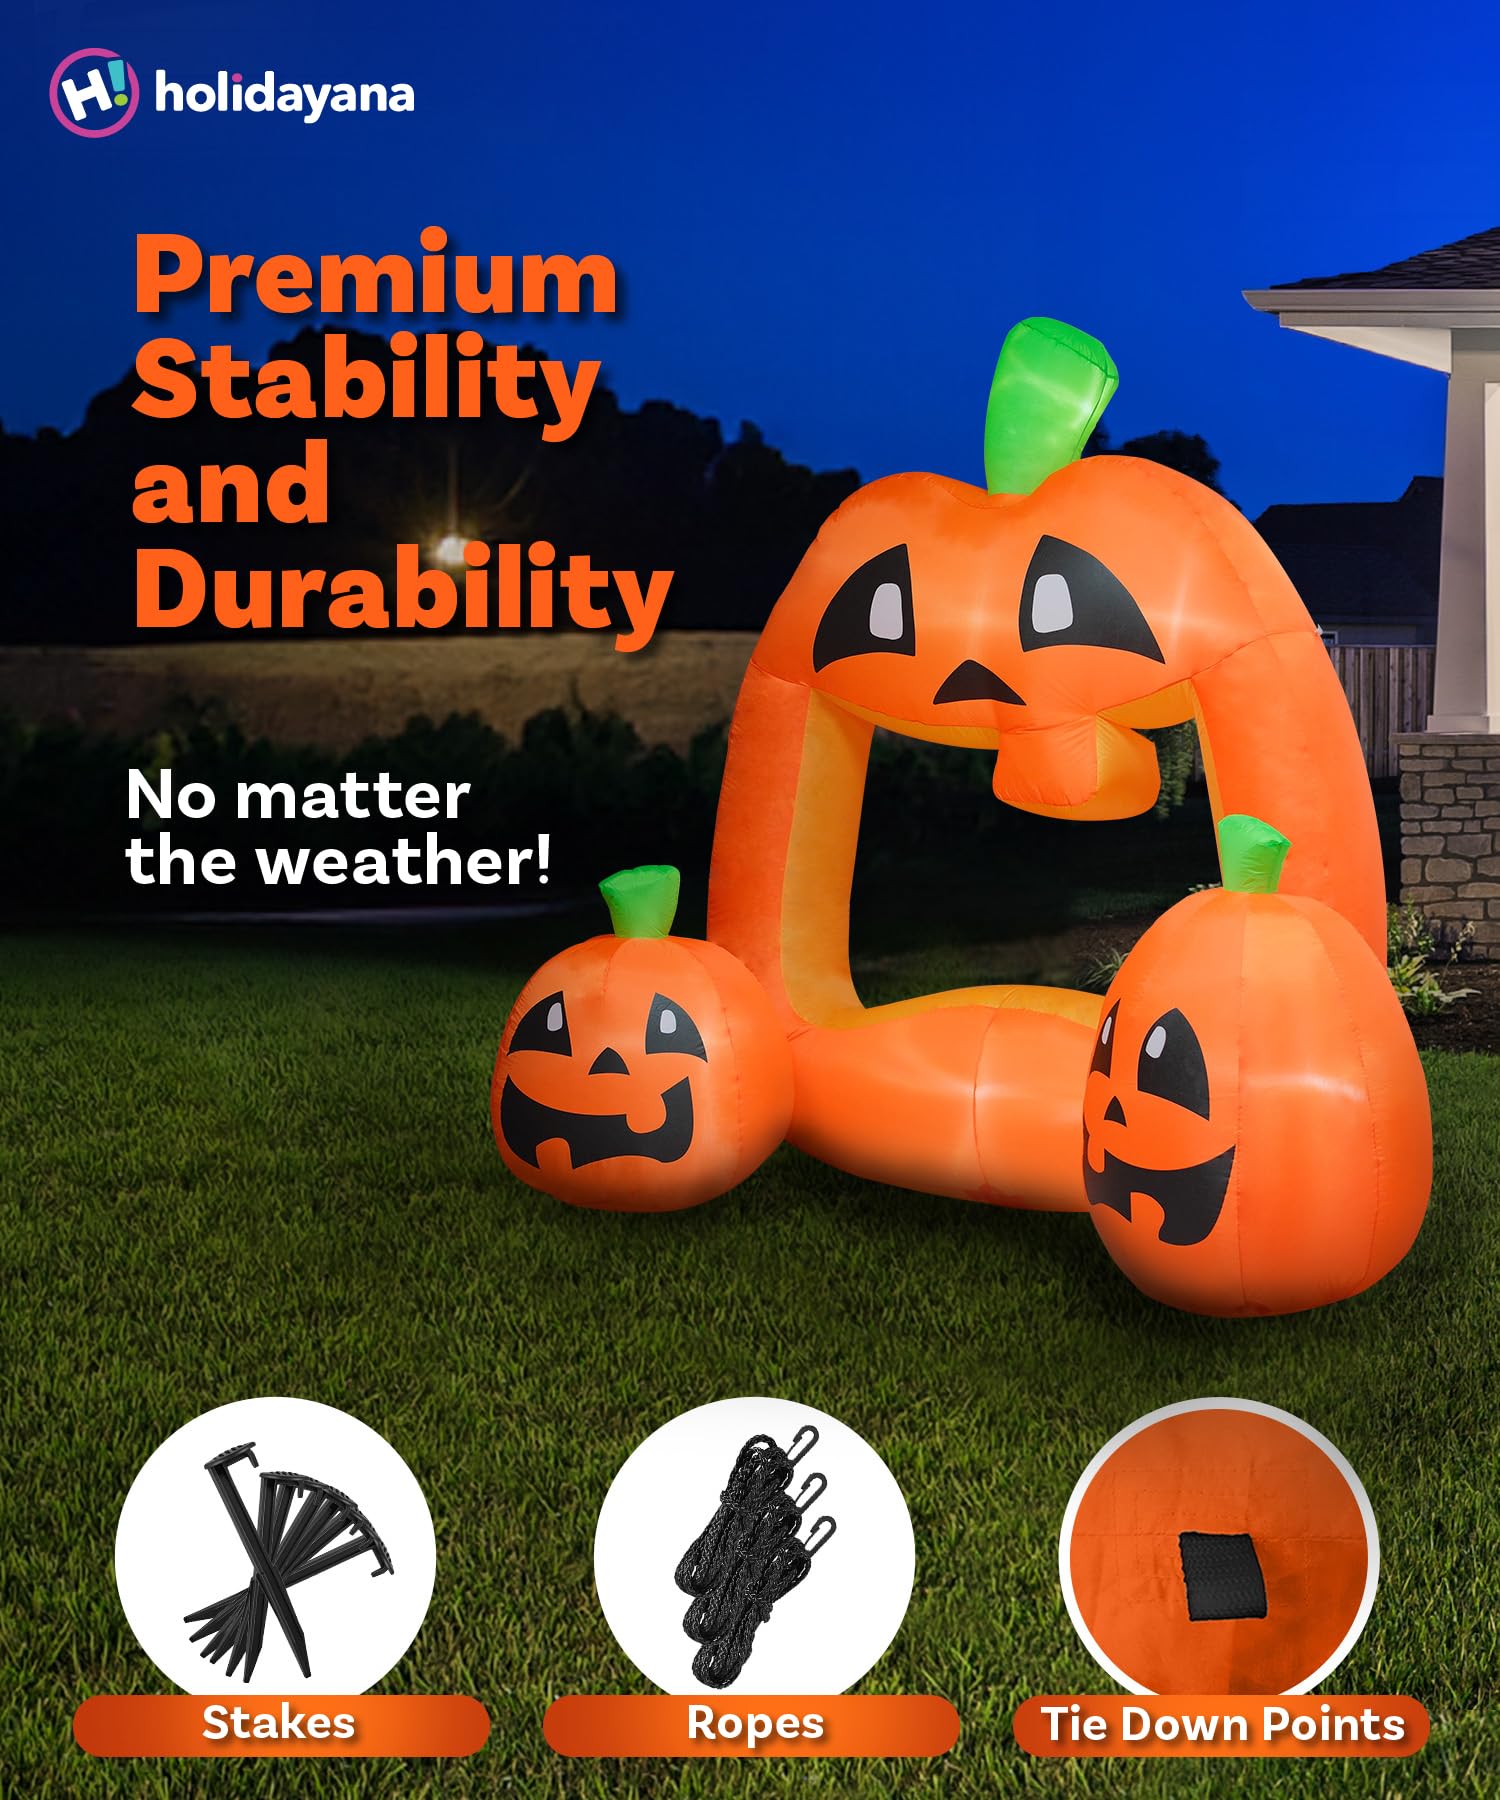 H! holidayana
Premium
Stability
and
Durability
No matter
the weather!
Stakes
Ropes
Tie Down Points